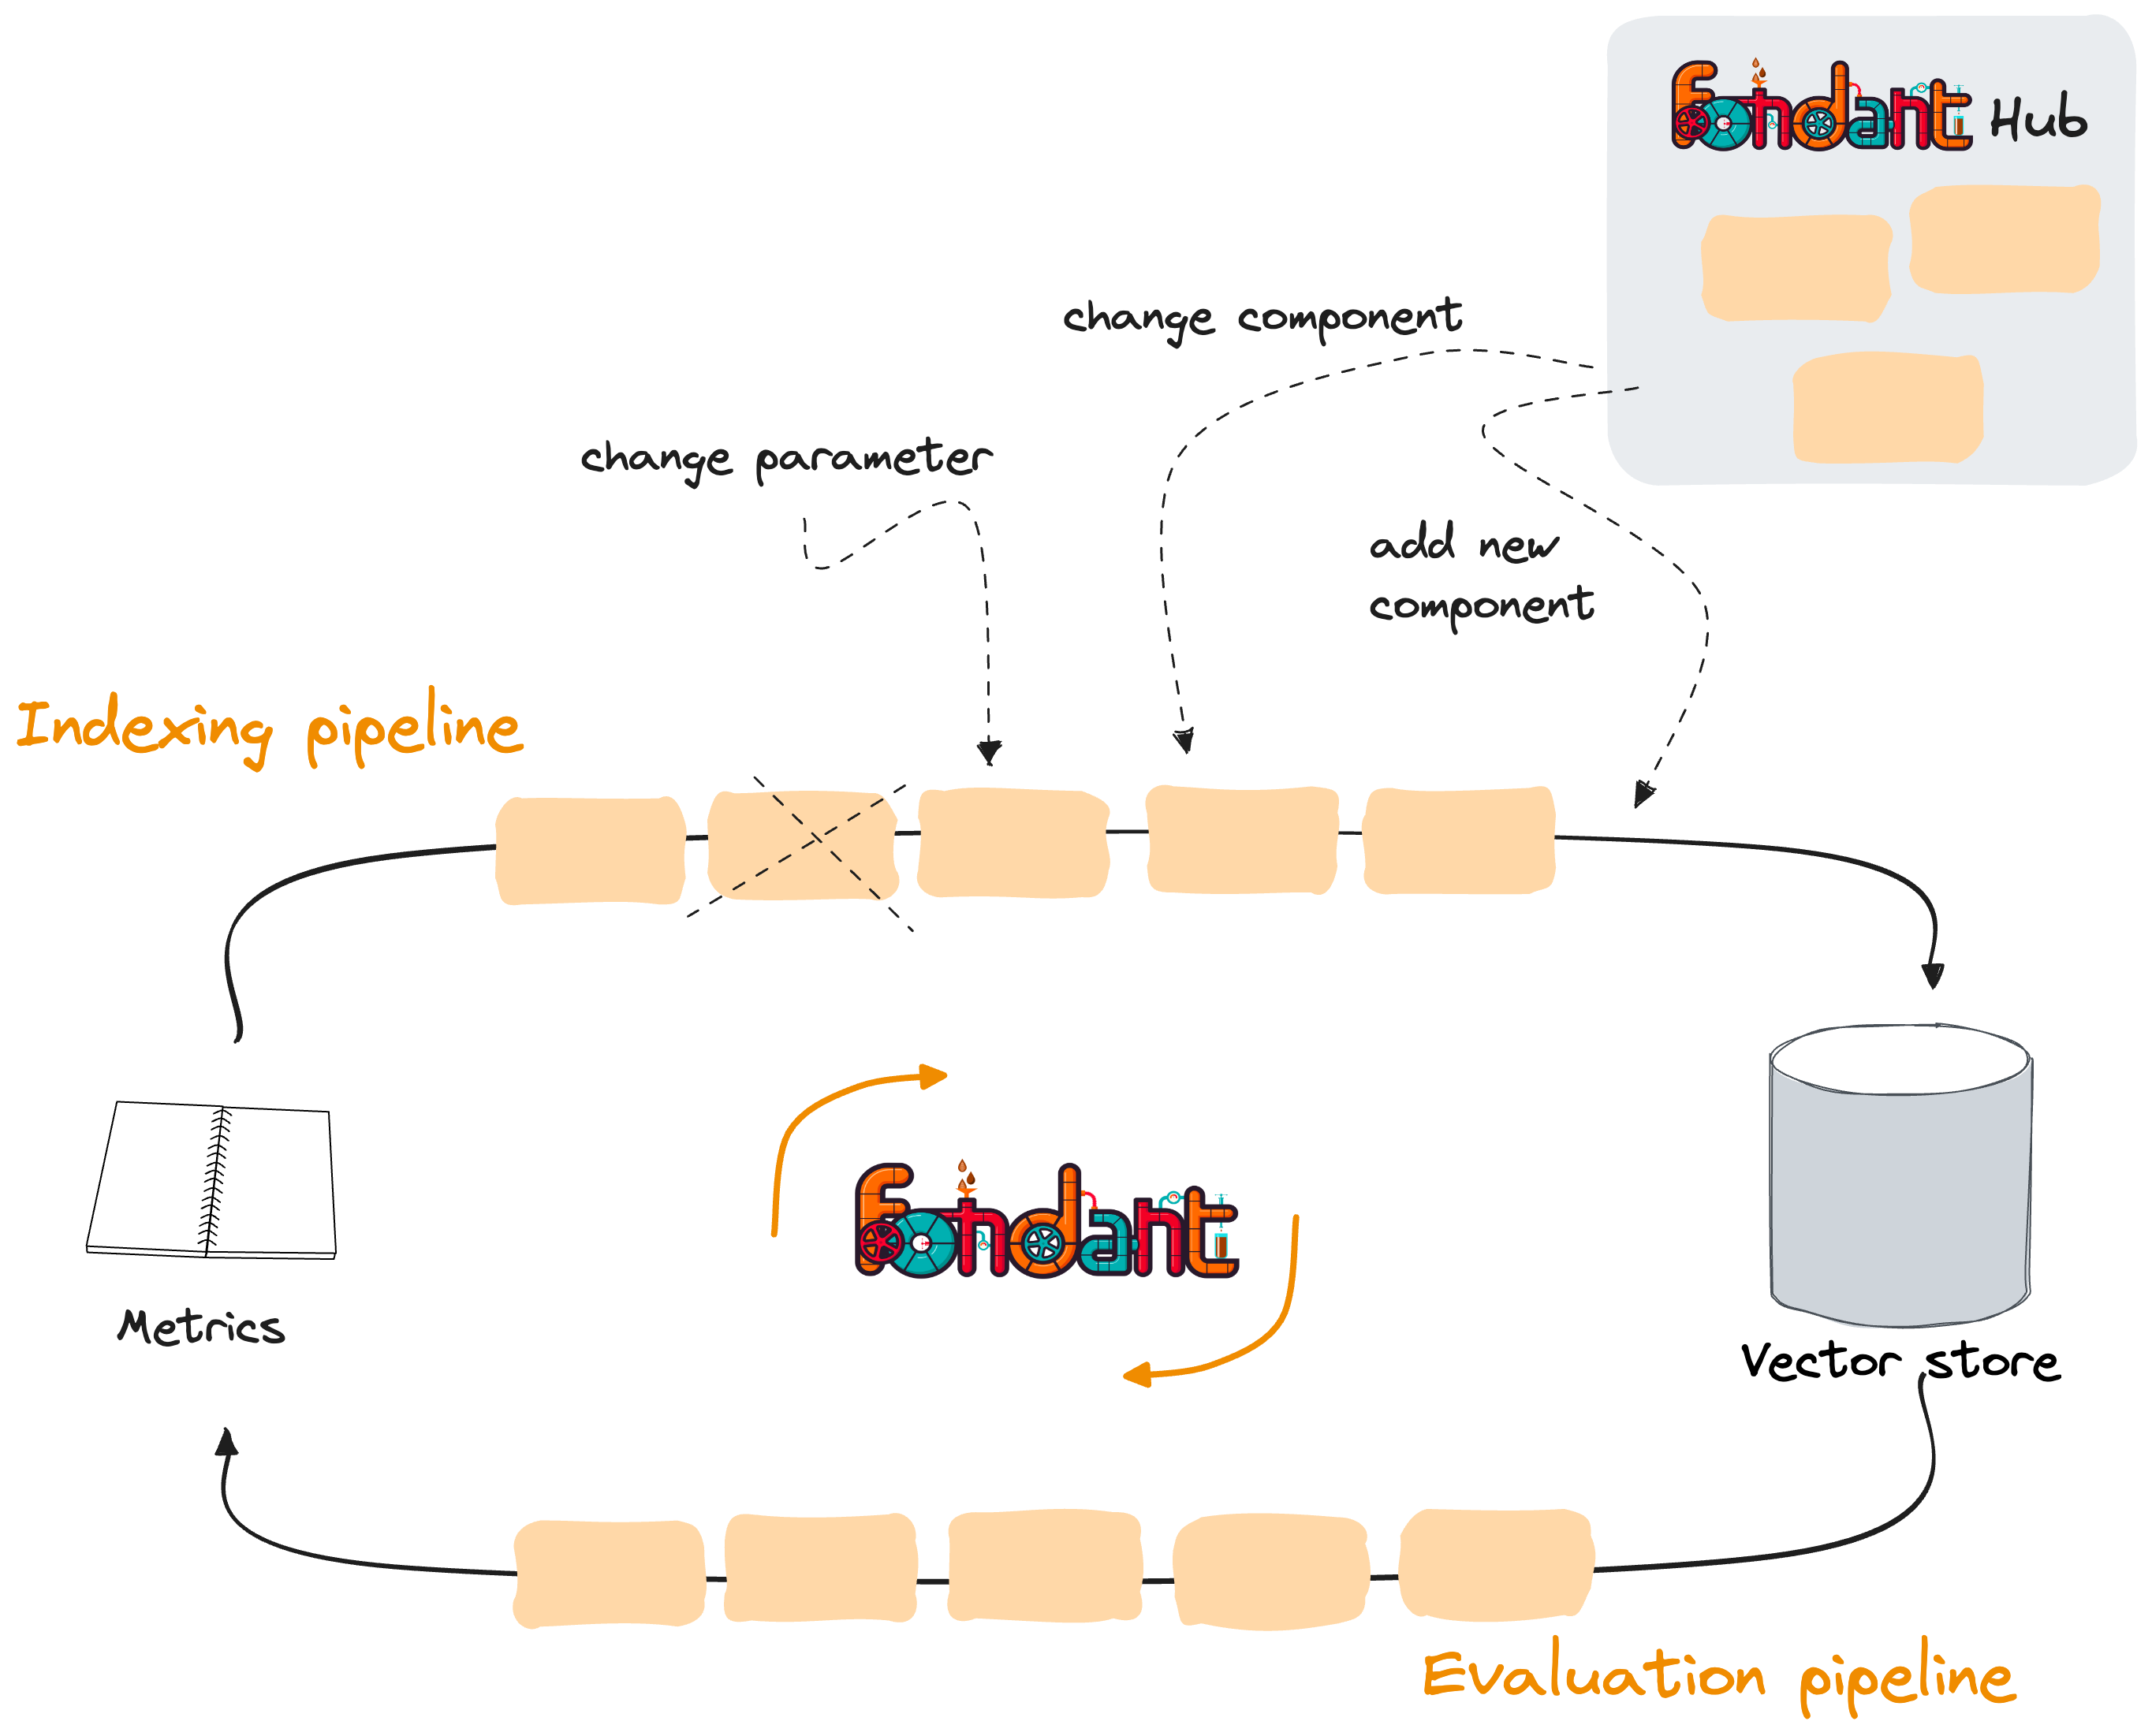 fondant Hub
change component
change parameter
add new
component
Indexing pipeline
fondant
Metrics
Vector store
Evaluation pipeline